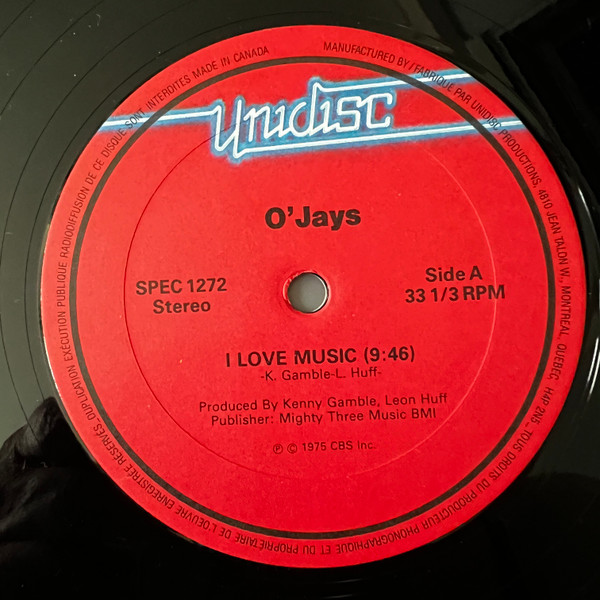 MANUFACTURED BY / FABRIQUÉ PAR UNIDISC PRODUCTIONS, 4810 JEAN TALON W., MONTREAL, QUEBEC, H4P 2N5 _ TOUS DROITS DU PRODUCTEUR PHONOGRAPHIQUE ET DU PROPRIÉTAIRE DE L'OEUVRE ENREGISTRÉE RÉSERVÉS. DUPLICATION EXÉCUTION PUBLIQUE RADIODIFFUSION DE CE DISQUE SONT INTERDITES MADE IN CANADA
Unidisc
O'Jays
SPEC 1272
Stereo
Side A
33 1/3 RPM
I LOVE MUSIC (9:46)
-K. Gamble-L. Huff-
Produced By Kenny Gamble, Leon Huff
Publisher: Mighty Three Music BMI
℗ © 1975 CBS Inc.